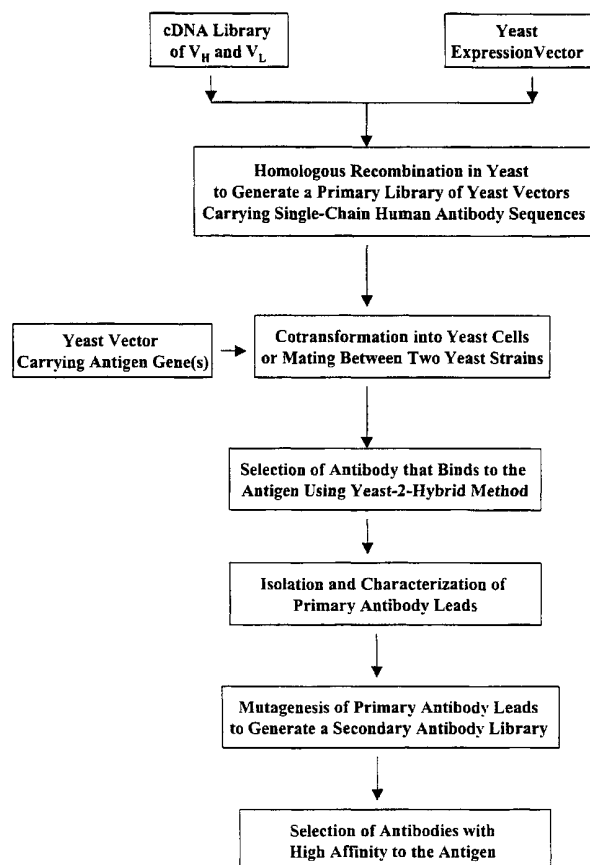 cDNA Library
of VH and VL
Yeast
ExpressionVector
Homologous Recombination in Yeast
to Generate a Primary Library of Yeast Vectors
Carrying Single-Chain Human Antibody Sequences
Yeast Vector
Carrying Antigen Gene(s)
Cotransformation into Yeast Cells
or Mating Between Two Yeast Strains
Selection of Antibody that Binds to the
Antigen Using Yeast-2-Hybrid Method
Isolation and Characterization of
Primary Antibody Leads
Mutagenesis of Primary Antibody Leads
to Generate a Secondary Antibody Library
Selection of Antibodies with
High Affinity to the Antigen